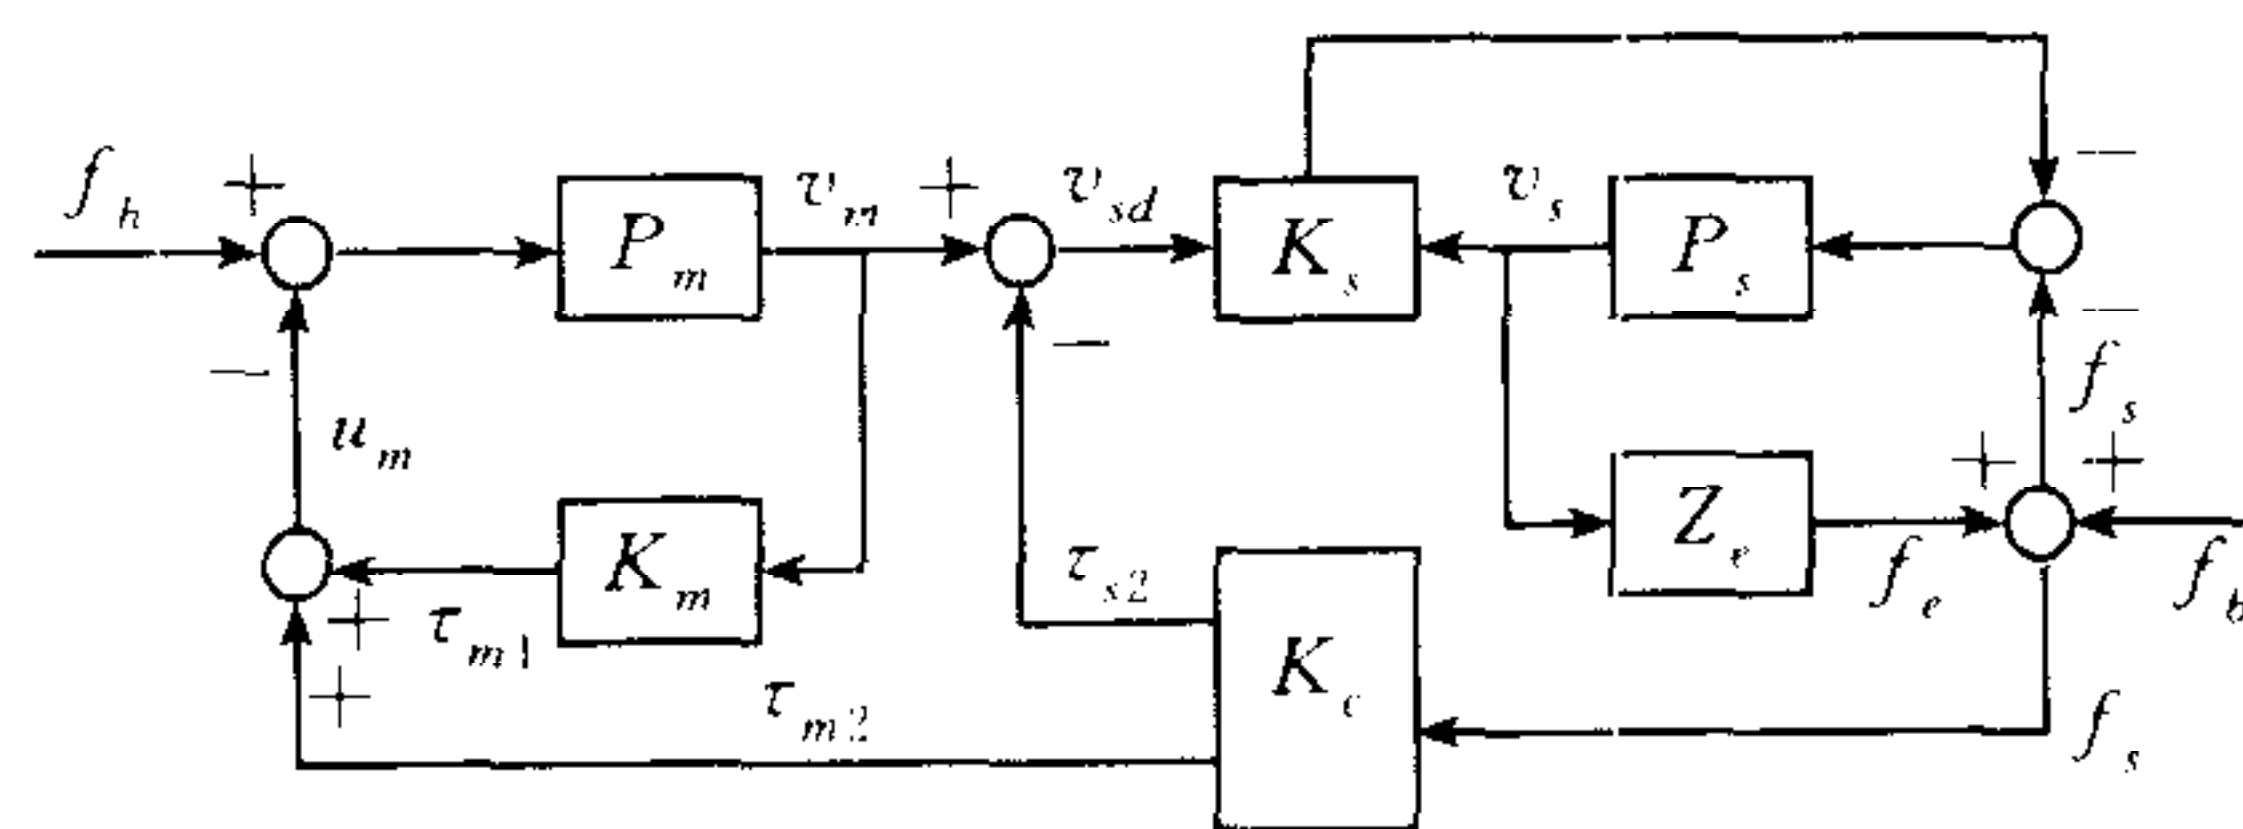 f_h
+
P_m
v_m
+
v_sd
K_s
v_s
P_s
—
—
—
u_m
—
f_s
+
+
K_m
τ_m1
+
+
τ_m2
τ_s2
K_c
Z_e
f_e
f_b
f_s